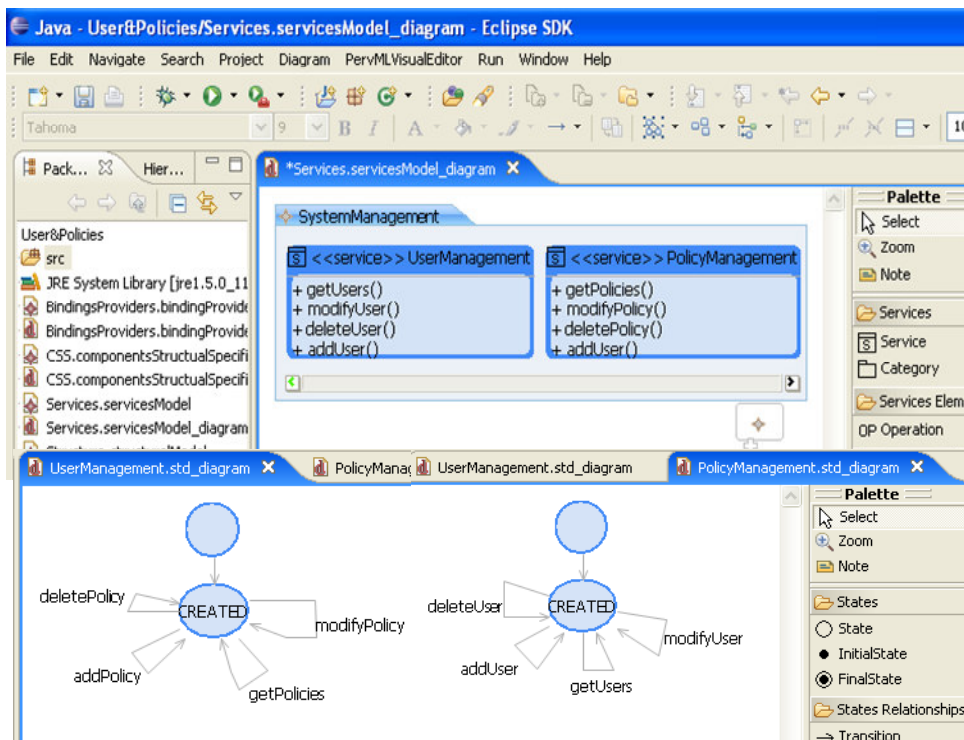 Java - User&Policies/Services.servicesModel_diagram - Eclipse SDK
File Edit Navigate Search Project Diagram PervMLVisualEditor Run Window Help
Tahoma 9 B I A 10
Pack... Hier...
*Services.servicesModel_diagram
User&Policies
src
JRE System Library [jre1.5.0_11
BindingsProviders.bindingProvide
BindingsProviders.bindingProvide
CSS.componentsStructualSpecifi
CSS.componentsStructualSpecifi
Services.servicesModel
Services.servicesModel_diagram
SystemManagement
S <<service>> UserManagement
+ getUsers()
+ modifyUser()
+ deleteUser()
+ addUser()
S <<service>> PolicyManagement
+ getPolicies()
+ modifyPolicy()
+ deletePolicy()
+ addUser()
Palette
Select
Zoom
Note
Services
S Service
Category
Services Elem
OP Operation
UserManagement.std_diagram
PolicyManag
UserManagement.std_diagram
PolicyManagement.std_diagram
CREATED
deletePolicy
modifyPolicy
addPolicy
getPolicies
CREATED
deleteUser
modifyUser
addUser
getUsers
Palette
Select
Zoom
Note
States
State
InitialState
FinalState
States Relationships
Transition